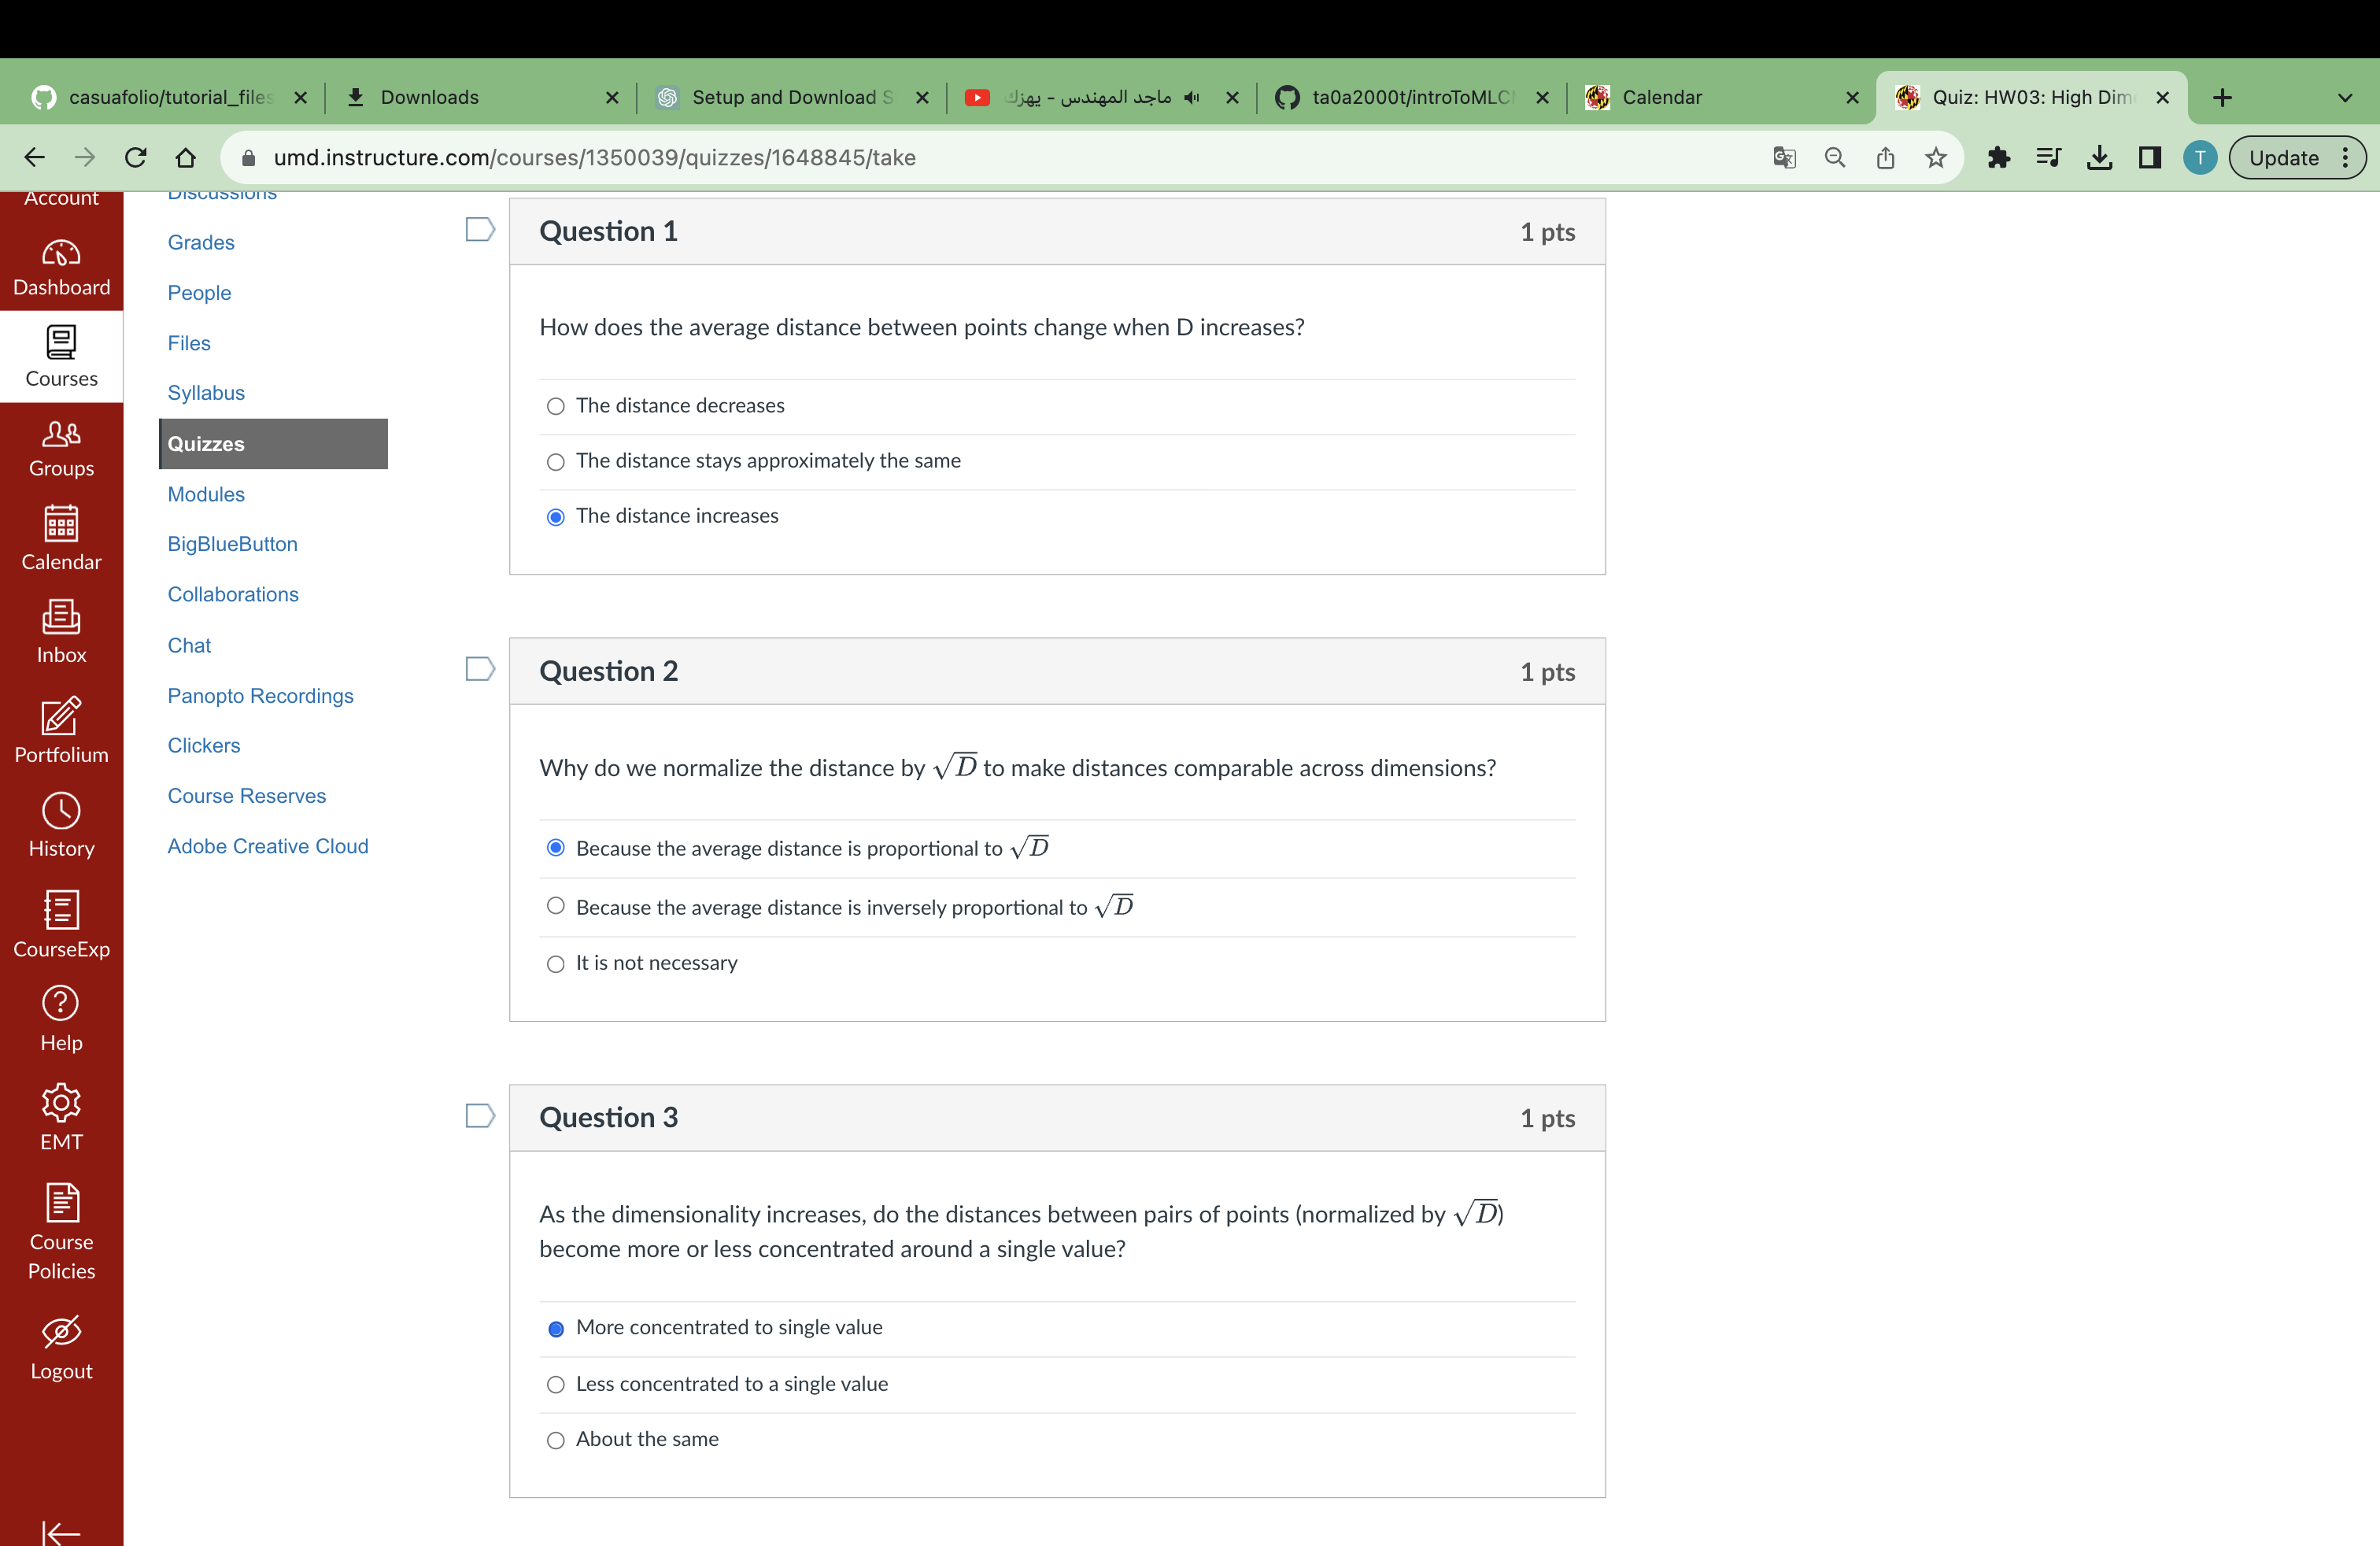 casuafolio/tutorial_files
Downloads
Setup and Download S
ماجد المهندس - يهزك
ta0a2000t/introToMLC
Calendar
Quiz: HW03: High Dim
umd.instructure.com/courses/1350039/quizzes/1648845/take
T
Update
Account
Dashboard
Courses
Groups
Calendar
Inbox
Portfolium
History
CourseExp
Help
EMT
Course
Policies
Logout
Discussions
Grades
People
Files
Syllabus
Quizzes
Modules
BigBlueButton
Collaborations
Chat
Panopto Recordings
Clickers
Course Reserves
Adobe Creative Cloud
Question 1 1 pts
How does the average distance between points change when D increases?
The distance decreases
The distance stays approximately the same
The distance increases
Question 2 1 pts
Why do we normalize the distance by √D to make distances comparable across dimensions?
Because the average distance is proportional to √D
Because the average distance is inversely proportional to √D
It is not necessary
Question 3 1 pts
As the dimensionality increases, do the distances between pairs of points (normalized by √D)
become more or less concentrated around a single value?
More concentrated to single value
Less concentrated to a single value
About the same